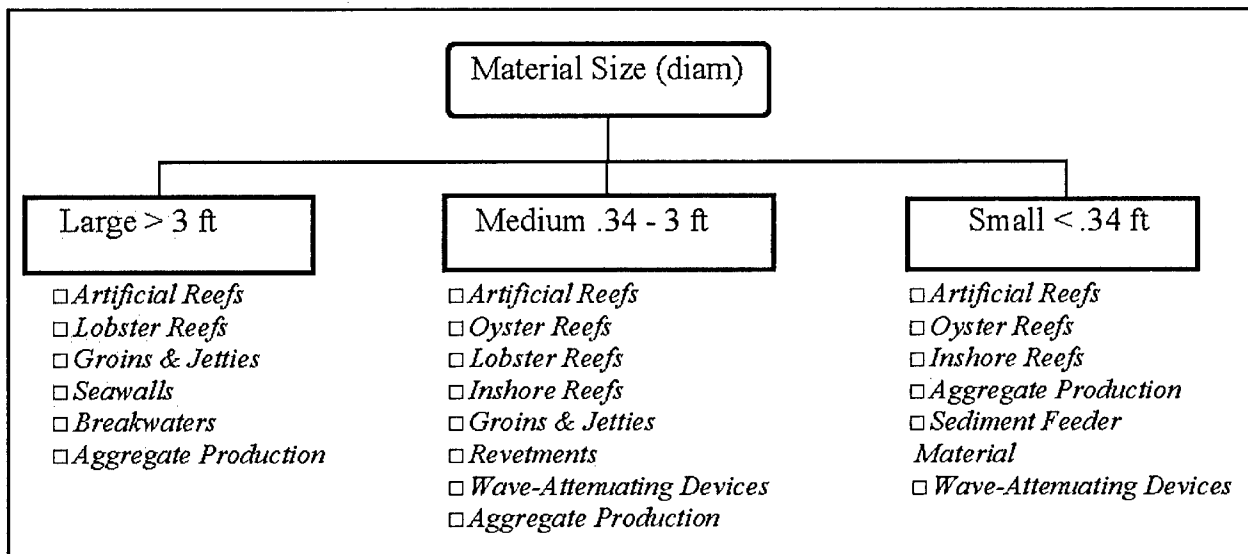 Material Size (diam)
Large > 3 ft
□ Artificial Reefs
□ Lobster Reefs
□ Groins & Jetties
□ Seawalls
□ Breakwaters
□ Aggregate Production
Medium .34 - 3 ft
□ Artificial Reefs
□ Oyster Reefs
□ Lobster Reefs
□ Inshore Reefs
□ Groins & Jetties
□ Revetments
□ Wave-Attenuating Devices
□ Aggregate Production
Small < .34 ft
□ Artificial Reefs
□ Oyster Reefs
□ Inshore Reefs
□ Aggregate Production
□ Sediment Feeder
Material
□ Wave-Attenuating Devices